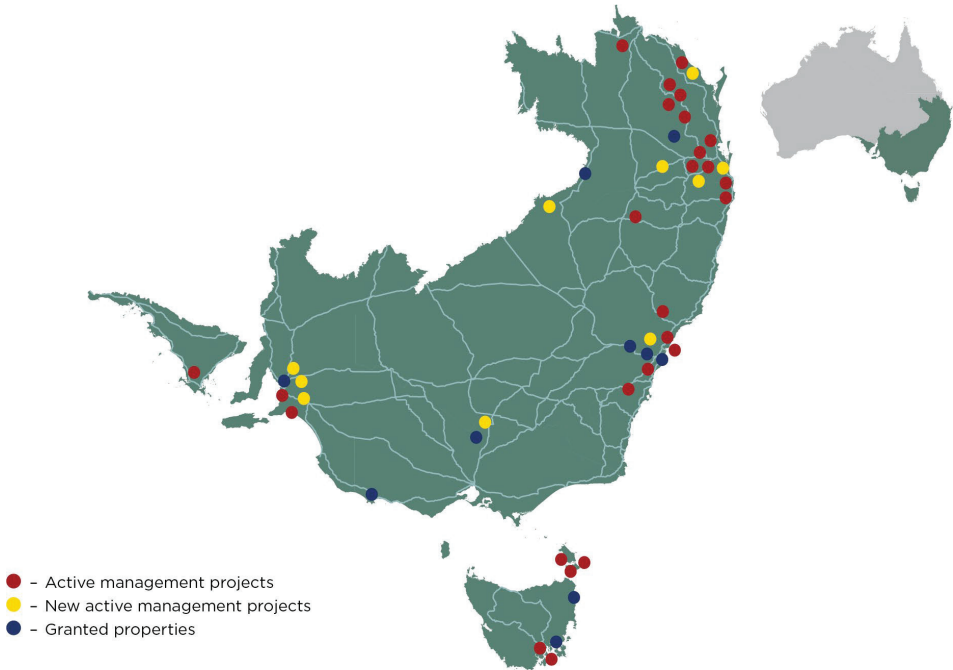 – Active management projects
– New active management projects
– Granted properties